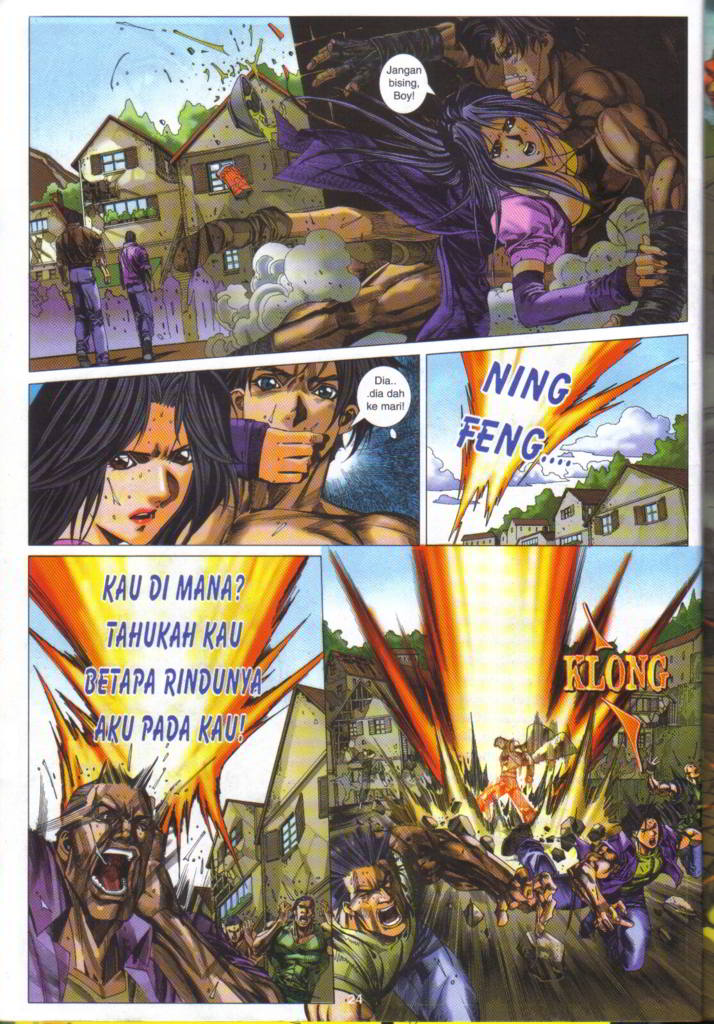 Jangan
bising,
Boy!
Dia..
.dia dah
ke mari!
NING
FENG....
KAU DI MANA?
TAHUKAH KAU
BETAPA RINDUNYA
AKU PADA KAU!
KLONG
24